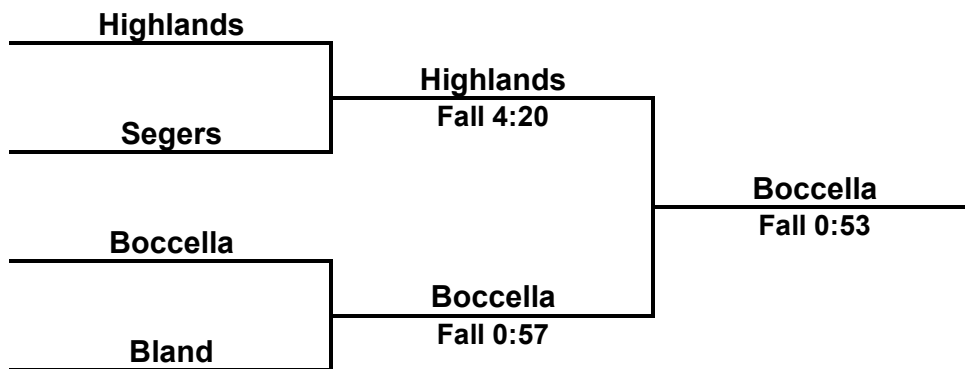 Highlands
Highlands
Fall 4:20
Segers
Boccella
Fall 0:53
Boccella
Boccella
Fall 0:57
Bland